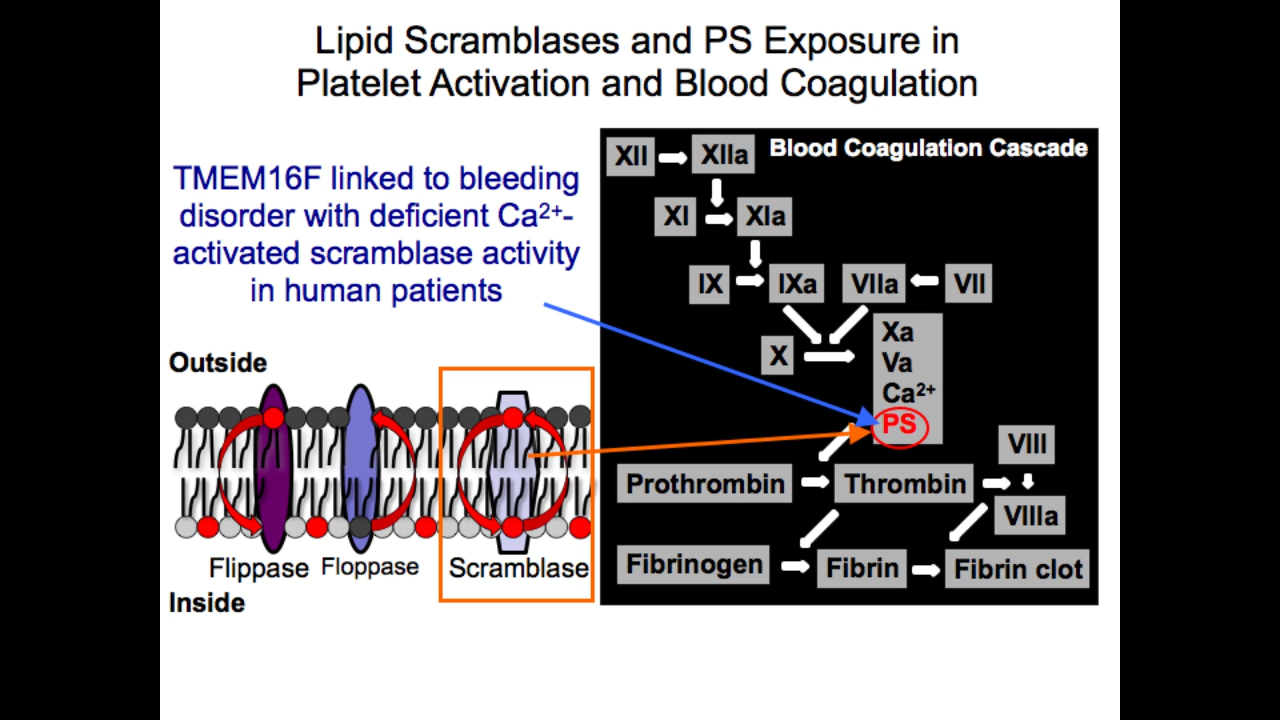 Lipid Scramblases and PS Exposure in
Platelet Activation and Blood Coagulation
TMEM16F linked to bleeding
disorder with deficient Ca²⁺-
activated scramblase activity
in human patients
Outside
Flippase Floppase Scramblase
Inside
Blood Coagulation Cascade
XII XIIa
XI XIa
IX IXa VIIa VII
X
Xa
Va
Ca²⁺
PS
VIII
Prothrombin Thrombin
VIIIa
Fibrinogen Fibrin Fibrin clot